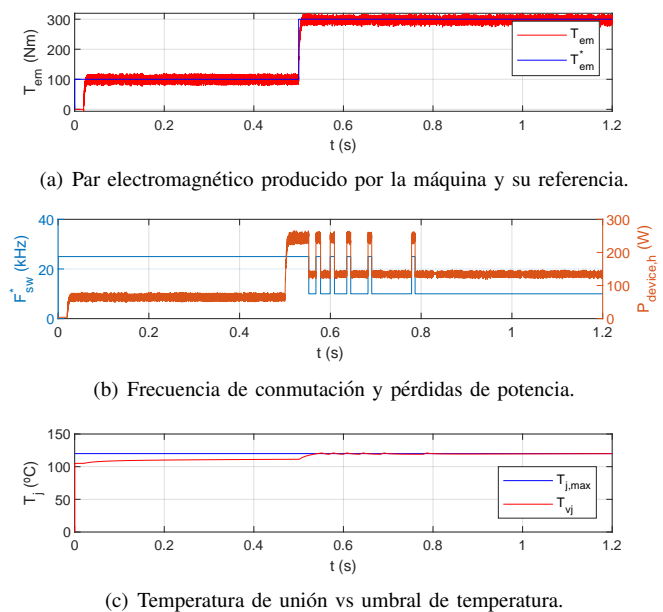 300
200
100
0
T_em (Nm)
T_em
T*_em
0 0.2 0.4 0.6 0.8 1 1.2
t (s)
(a) Par electromagnético producido por la máquina y su referencia.
40
20
0
F*_sw (kHz)
300
200
100
0
P_device,h (W)
0 0.2 0.4 0.6 0.8 1 1.2
t (s)
(b) Frecuencia de conmutación y pérdidas de potencia.
150
100
50
0
T_j (ºC)
T_j,max
T_vj
0 0.2 0.4 0.6 0.8 1 1.2
t (s)
(c) Temperatura de unión vs umbral de temperatura.